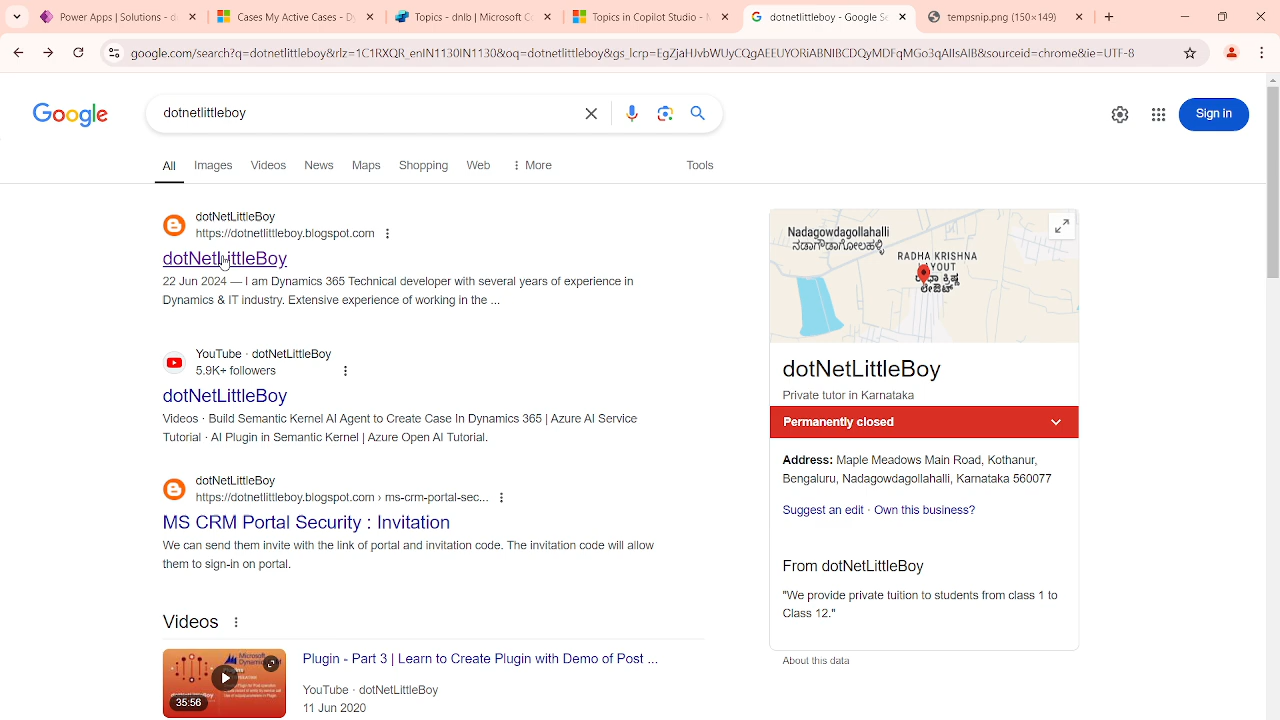 Power Apps Solutions - d
Cases My Active Cases - D
Topics - drnlb | Microsoft C
Topics in Copilot Studio - M
dotnetlittleboy - Google Se
tempsnip.png (150×149)
google.com/search?q=dotnetlittleboy&rlz=1C1RXQR_enIN1130IN1130&oq=dotnetlittleboy&gs_lcrp=EgZjaHJvbWUyCQgAEEUYORiABNIBCDQyMDFqMGo3qAIIsAIB&sourceid=chrome&ie=UTF-8
Google
dotnetlittleboy
Sign in
All Images Videos News Maps Shopping Web More Tools
dotNetLittleBoy
https://dotnetlittleboy.blogspot.com
dotNetLittleBoy
22 Jun 2024 — I am Dynamics 365 Technical developer with several years of experience in
Dynamics & IT industry. Extensive experience of working in the ...
YouTube · dotNetLittleBoy
5.9K+ followers
dotNetLittleBoy
Videos · Build Semantic Kernel AI Agent to Create Case In Dynamics 365 | Azure AI Service
Tutorial · AI Plugin in Semantic Kernel | Azure Open AI Tutorial.
dotNetLittleBoy
https://dotnetlittleboy.blogspot.com › ms-crm-portal-sec...
MS CRM Portal Security : Invitation
We can send them invite with the link of portal and invitation code. The invitation code will allow
them to sign-in on portal.
Videos
Plugin - Part 3 | Learn to Create Plugin with Demo of Post ...
YouTube · dotNetLittleBoy
11 Jun 2020
35:56
Nadagowdagollahalli
ನಡಾಗೌಡಾಗೋಲಹಳ್ಳಿ
RADHA KRISHNA
YOUT
ಲೇಔಟ್
dotNetLittleBoy
Private tutor in Karnataka
Permanently closed
Address: Maple Meadows Main Road, Kothanur,
Bengaluru, Nadagowdagollahalli, Karnataka 560077
Suggest an edit · Own this business?
From dotNetLittleBoy
"We provide private tuition to students from class 1 to
Class 12."
About this data